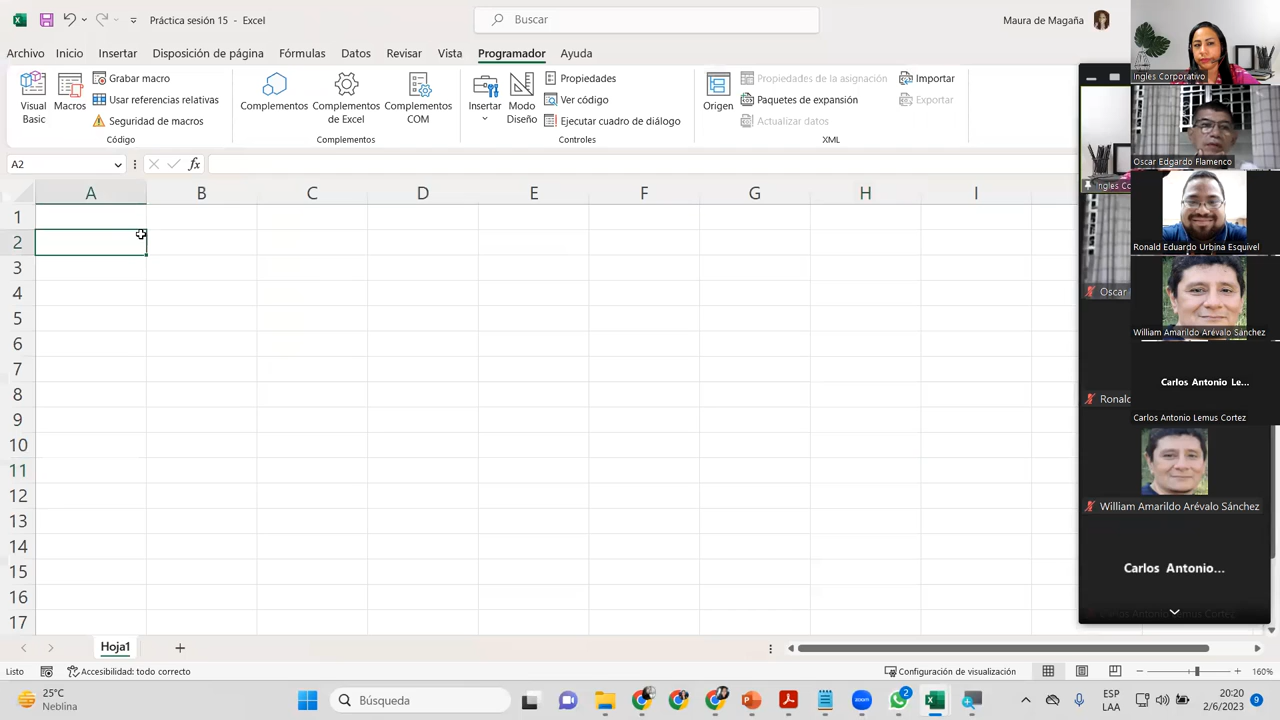 Práctica sesión 15 - Excel
Buscar
Maura de Magaña
Archivo Inicio Insertar Disposición de página Fórmulas Datos Revisar Vista Programador Ayuda
Visual Basic
Macros
Grabar macro
Usar referencias relativas
Seguridad de macros
Código
Complementos
Complementos de Excel
Complementos COM
Complementos
Insertar
Modo Diseño
Propiedades
Ver código
Ejecutar cuadro de diálogo
Controles
Origen
Propiedades de la asignación
Paquetes de expansión
Actualizar datos
Importar
Exportar
XML
A2
fx
A B C D E F G H I
1
2
3
4
5
6
7
8
9
10
11
12
13
14
15
16
17
Ingles Corporativo
Oscar Edgardo Flamenco
Ingles Co
Ronald Eduardo Urbina Esquivel
Oscar
William Amarildo Arévalo Sánchez
Carlos Antonio Le...
Ronald
Carlos Antonio Lemus Cortez
William Amarildo Arévalo Sánchez
Carlos Antonio...
Hoja1
Listo
Accesibilidad: todo correcto
Configuración de visualización
160%
25°C
Neblina
Búsqueda
zoom
2
ESP
LAA
20:20
2/6/2023
9